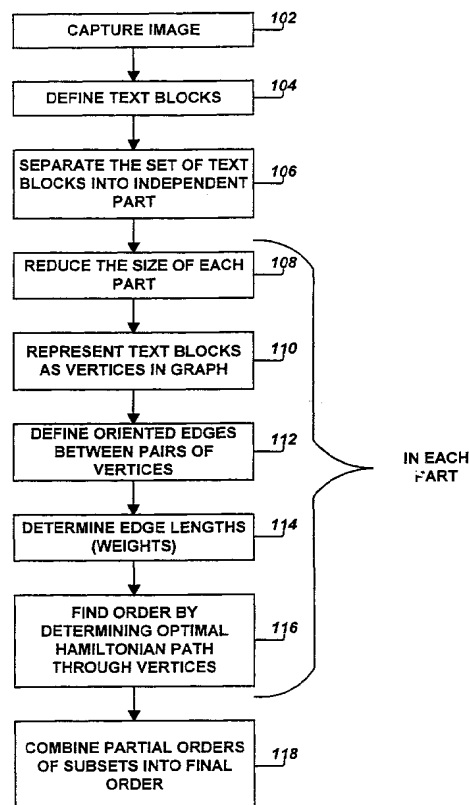 CAPTURE IMAGE
102
DEFINE TEXT BLOCKS
104
SEPARATE THE SET OF TEXT
BLOCKS INTO INDEPENDENT
PART
106
REDUCE THE SIZE OF EACH
PART
108
REPRESENT TEXT BLOCKS
AS VERTICES IN GRAPH
110
DEFINE ORIENTED EDGES
BETWEEN PAIRS OF
VERTICES
112
DETERMINE EDGE LENGTHS
(WEIGHTS)
114
FIND ORDER BY
DETERMINING OPTIMAL
HAMILTONIAN PATH
THROUGH VERTICES
116
IN EACH
PART
COMBINE PARTIAL ORDERS
OF SUBSETS INTO FINAL
ORDER
118